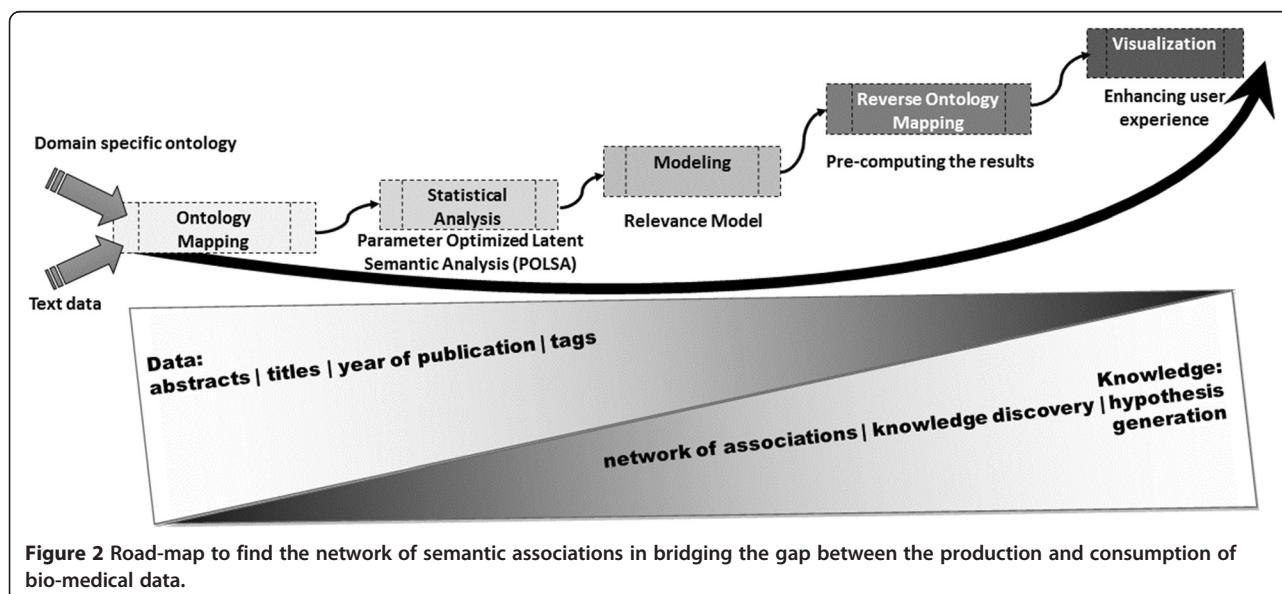 Visualization
Enhancing user
experience
Reverse Ontology
Mapping
Pre-computing the results
Modeling
Relevance Model
Statistical
Analysis
Parameter Optimized Latent
Semantic Analysis (POLSA)
Domain specific ontology
Ontology
Mapping
Text data
Data:
abstracts | titles | year of publication | tags
Knowledge:
network of associations | knowledge discovery | hypothesis
generation
Figure 2 Road-map to find the network of semantic associations in bridging the gap between the production and consumption of
bio-medical data.